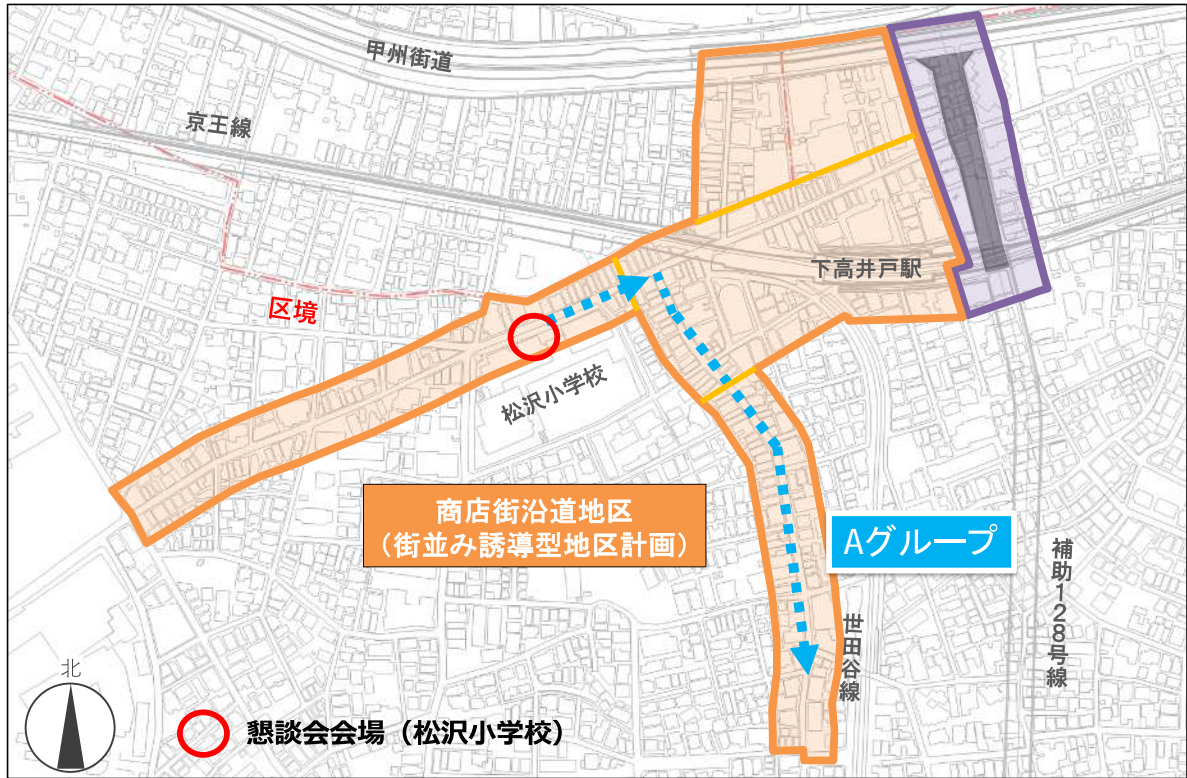 甲州街道
京王線
下高井戸駅
区境
松沢小学校
商店街沿道地区
（街並み誘導型地区計画）
Aグループ
補助128号線
世田谷線
北
懇談会会場（松沢小学校）